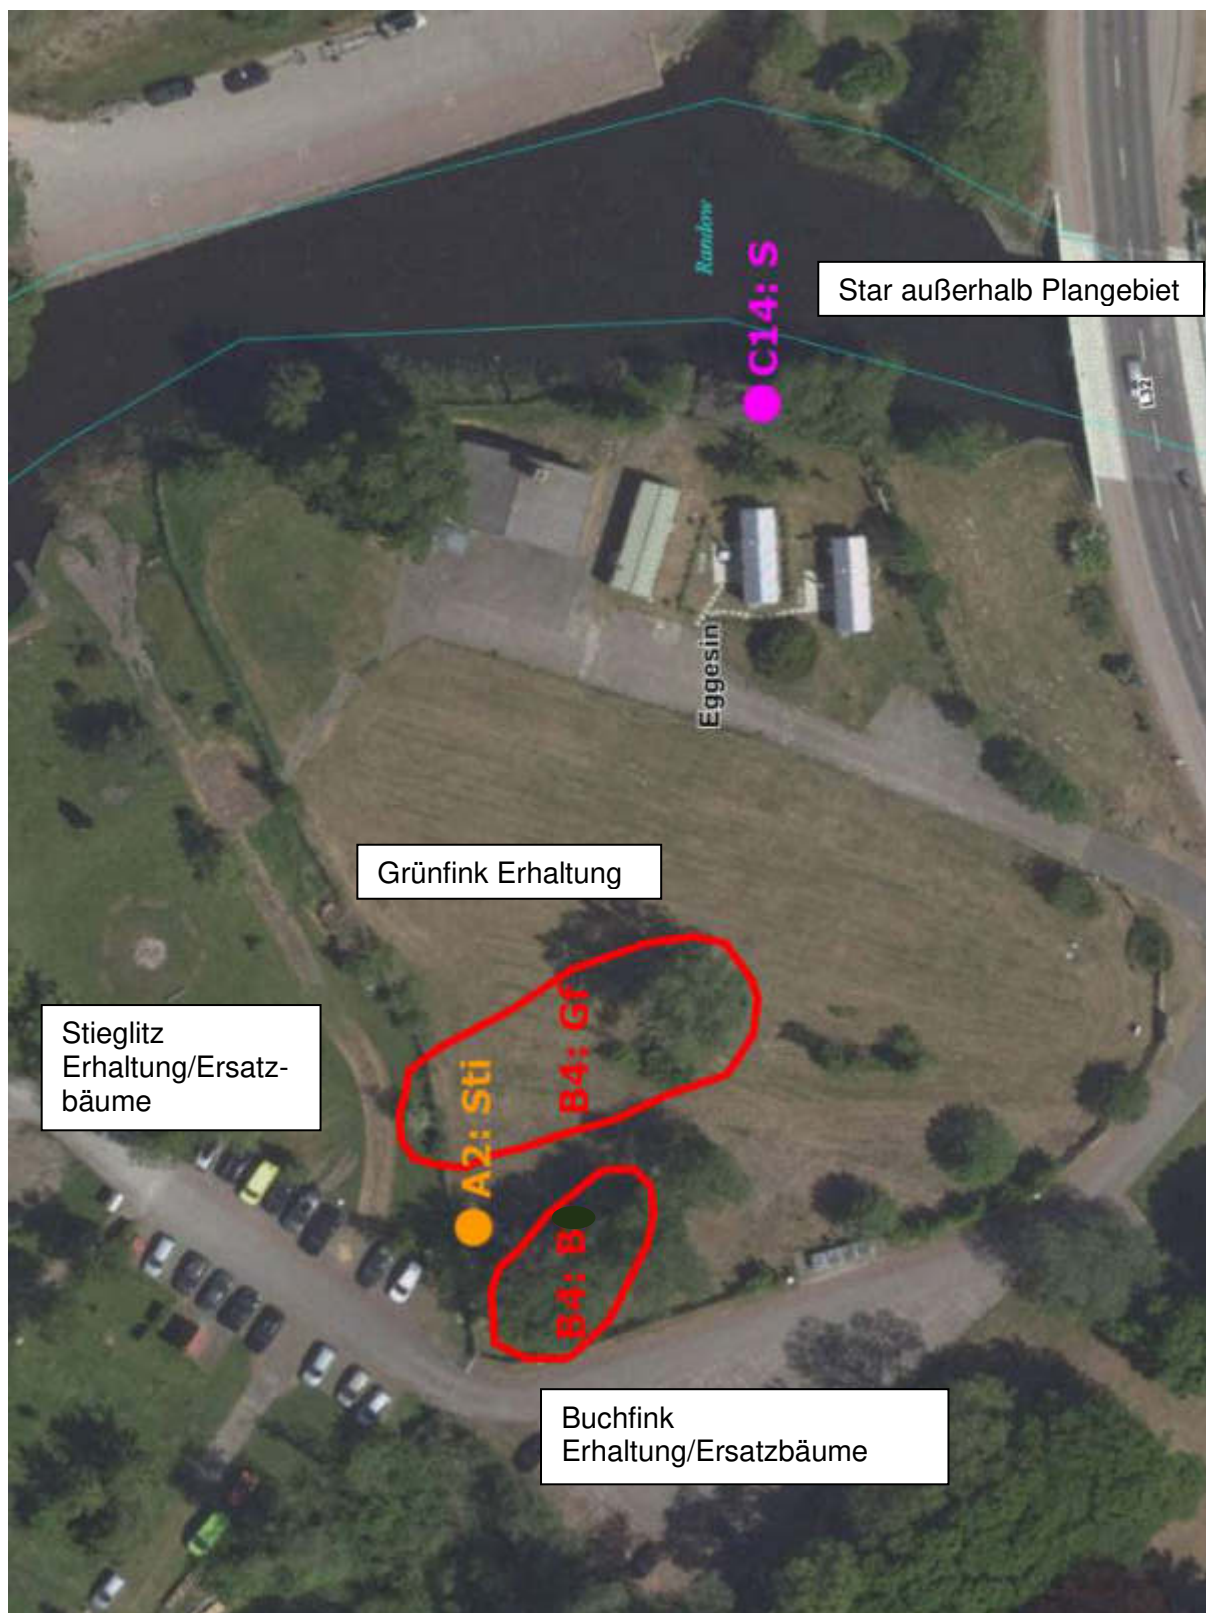 Randow
C14: S
Star außerhalb Plangebiet
L32
Eggesin
Grünfink Erhaltung
B4: Gf
Stieglitz
Erhaltung/Ersatz-
bäume
A2: Sti
B4: B
Buchfink
Erhaltung/Ersatzbäume